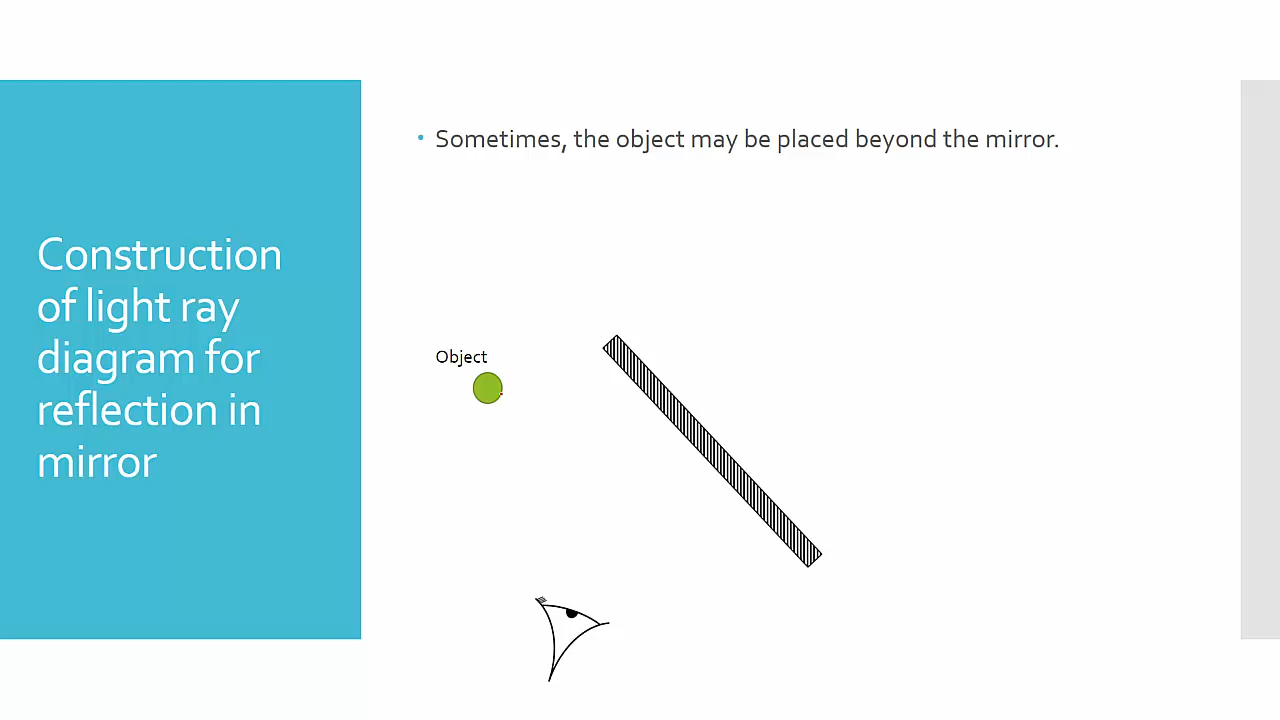 Sometimes, the object may be placed beyond the mirror.
Construction
of light ray
diagram for
reflection in
mirror
Object